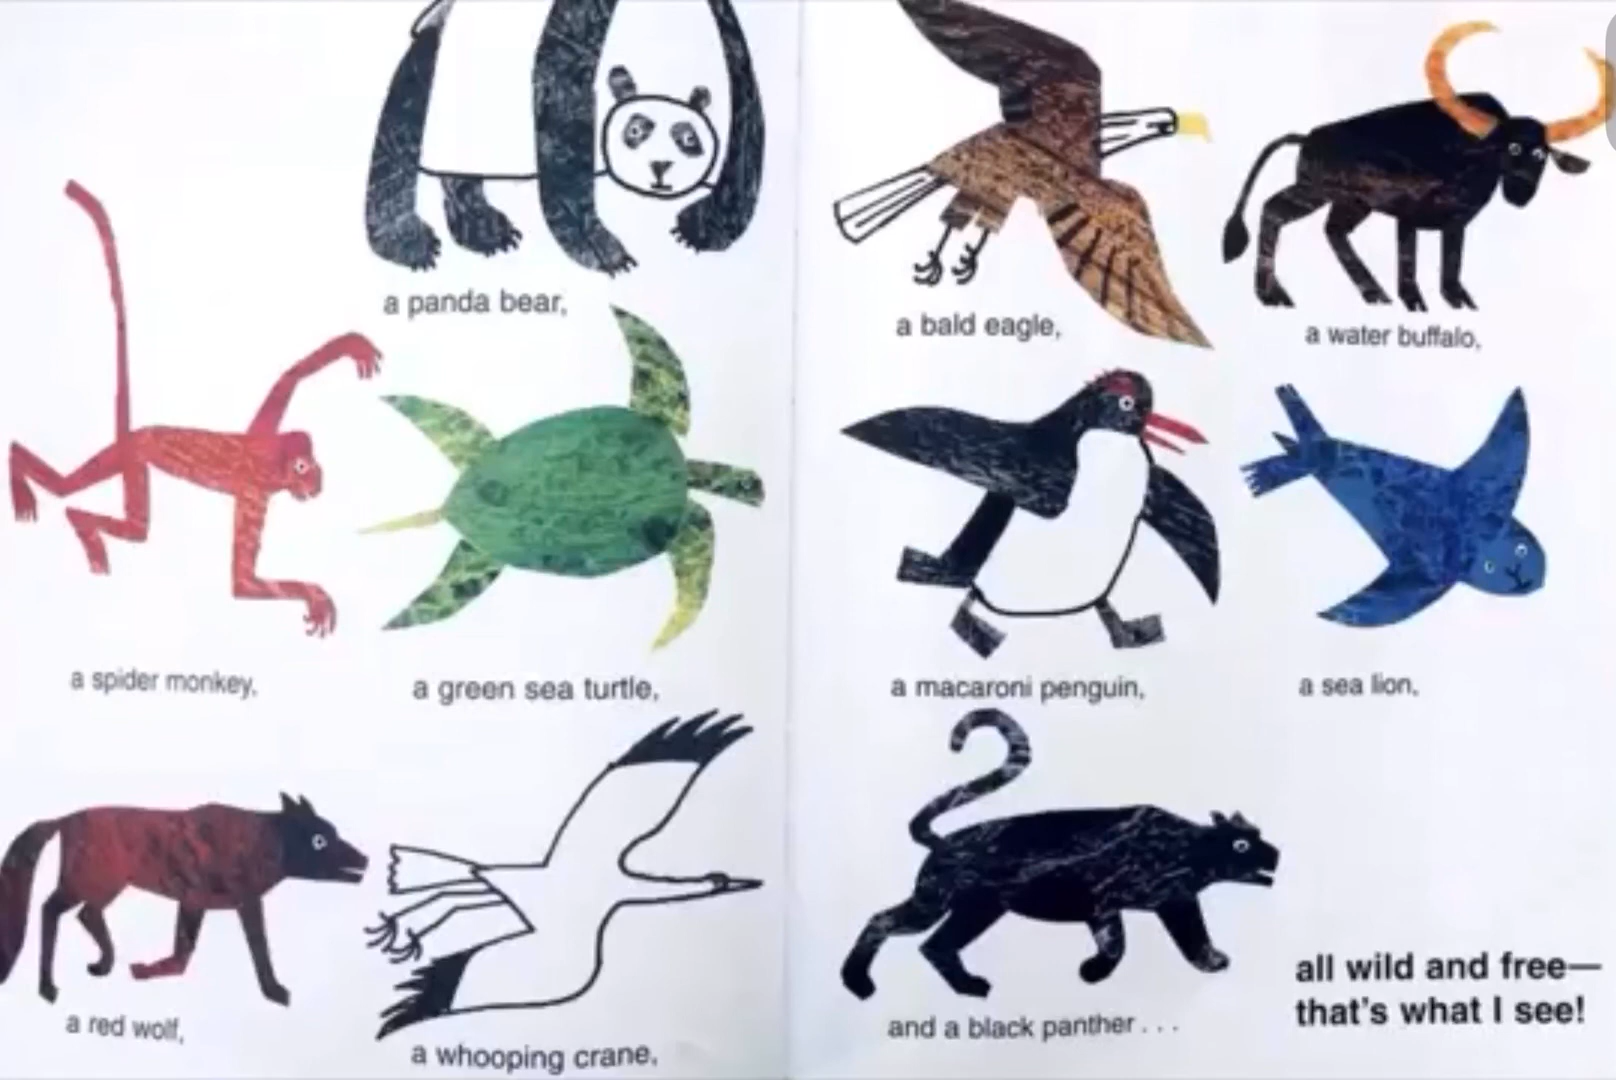 a panda bear,
a bald eagle,
a water buffalo,
a spider monkey,
a green sea turtle,
a macaroni penguin,
a sea lion,
a red wolf,
a whooping crane,
and a black panther . . .
all wild and free—
that's what I see!